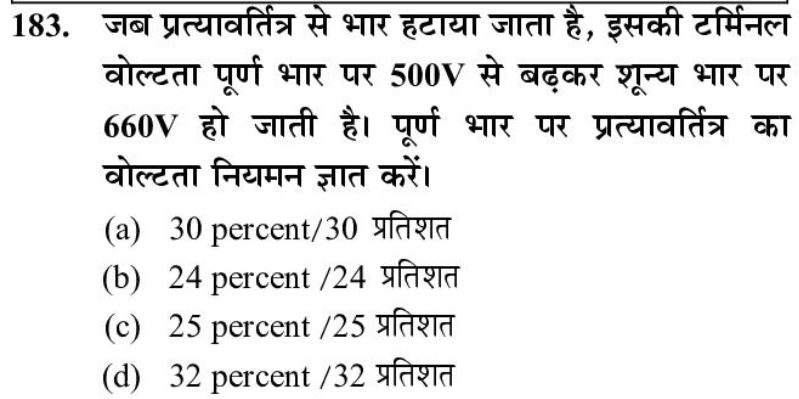 183. जब प्रत्यावर्तित्र से भार हटाया जाता है, इसकी टर्मिनल
वोल्टता पूर्ण भार पर 500V से बढ़कर शून्य भार पर
660V हो जाती है। पूर्ण भार पर प्रत्यावर्तित्र का
वोल्टता नियमन ज्ञात करें।
(a) 30 percent/30 प्रतिशत
(b) 24 percent /24 प्रतिशत
(c) 25 percent /25 प्रतिशत
(d) 32 percent /32 प्रतिशत